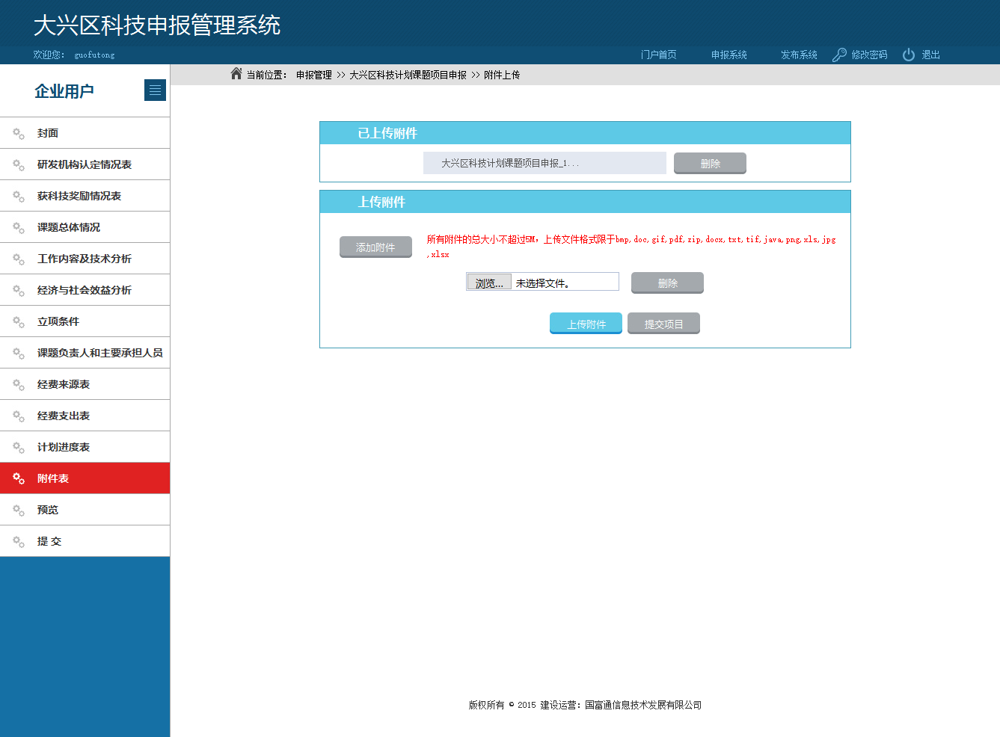 大兴区科技申报管理系统
欢迎您： guofutong
门户首页 申报系统 发布系统 修改密码 退出
企业用户
当前位置： 申报管理 >> 大兴区科技计划课题项目申报 >> 附件上传
封面
研发机构认定情况表
获科技奖励情况表
课题总体情况
工作内容及技术分析
经济与社会效益分析
立项条件
课题负责人和主要承担人员
经费来源表
经费支出表
计划进度表
附件表
预览
提 交
已上传附件
大兴区科技计划课题项目申报_1...
删除
上传附件
添加附件
所有附件的总大小不超过5M，上传文件格式限于bmp,doc,gif,pdf,zip,docx,txt,tif,java,png,xls,jpg
,xlsx
浏览... 未选择文件。
删除
上传附件 提交项目
版权所有 © 2015 建设运营：国富通信息技术发展有限公司